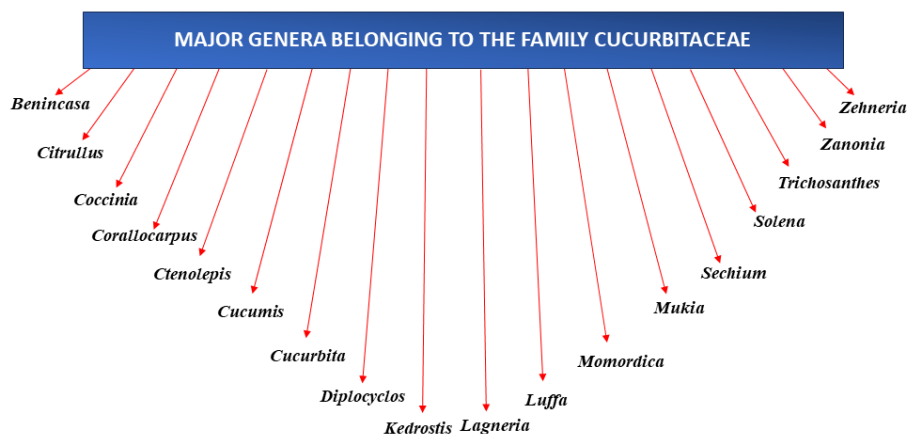 MAJOR GENERA BELONGING TO THE FAMILY CUCURBITACEAE
Benincasa
Citrullus
Coccinia
Corallocarpus
Ctenolepis
Cucumis
Cucurbita
Diplocyclos
Kedrostis
Lagneria
Luffa
Momordica
Mukia
Sechium
Solena
Trichosanthes
Zanonia
Zehneria